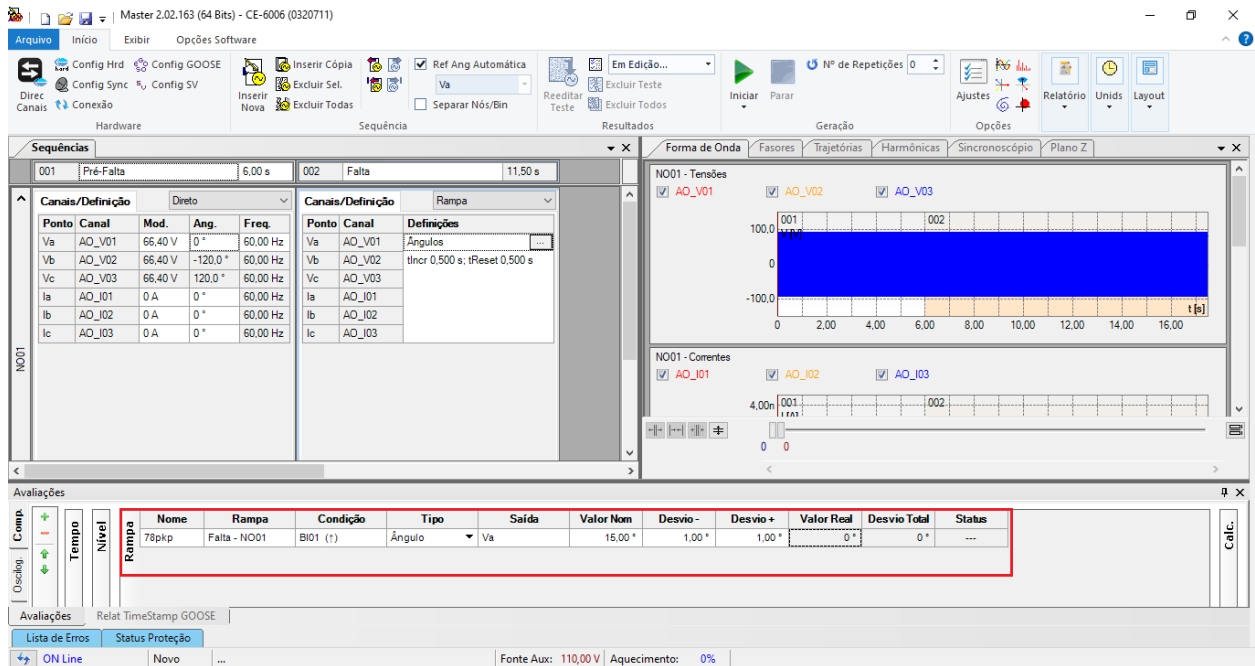 Master 2.02.163 (64 Bits) - CE-6006 (0320711)
Arquivo Início Exibir Opções Software
Direc Canais
Config Hrd Config GOOSE
Config Sync Config SV
Conexão
Hardware
Inserir Nova
Inserir Cópia
Excluir Sel.
Excluir Todas
Ref Ang Automática
Va
Separar Nós/Bin
Sequência
Reeditar Teste
Em Edição...
Excluir Teste
Excluir Todos
Resultados
Iniciar Parar
Nº de Repetições 0
Geração
Ajustes
Opções
Relatório Unids Layout
Sequências
001 Pré-Falta 6,00 s 002 Falta 11,50 s
NO01
Canais/Definição Direto
Ponto Canal Mod. Ang. Freq.
Va AO_V01 66,40 V 0 ° 60,00 Hz
Vb AO_V02 66,40 V -120,0 ° 60,00 Hz
Vc AO_V03 66,40 V 120,0 ° 60,00 Hz
Ia AO_I01 0 A 0 ° 60,00 Hz
Ib AO_I02 0 A 0 ° 60,00 Hz
Ic AO_I03 0 A 0 ° 60,00 Hz
Canais/Definição Rampa
Ponto Canal Definições
Va AO_V01 Ângulos ...
Vb AO_V02 tIncr 0,500 s; tReset 0,500 s
Vc AO_V03
Ia AO_I01
Ib AO_I02
Ic AO_I03
Forma de Onda Fasores Trajetórias Harmônicas Sincronoscópio Plano Z
NO01 - Tensões
AO_V01 AO_V02 AO_V03
001 002
100,0
0
-100,0
t [s]
0 2,00 4,00 6,00 8,00 10,00 12,00 14,00 16,00
NO01 - Correntes
AO_I01 AO_I02 AO_I03
4,00n 001 002
0 0
Avaliações
Comp.
Oscilog.
Tempo
Nível
Rampa
Nome Rampa Condição Tipo Saída Valor Nom Desvio - Desvio + Valor Real Desvio Total Status
78pkp Falta - NO01 BI01 (↑) Ângulo Va 15,00 ° 1,00 ° 1,00 ° 0 ° 0 ° ---
Calc.
Avaliações Relat TimeStamp GOOSE
Lista de Erros Status Proteção
ON Line Novo ... Fonte Aux: 110,00 V Aquecimento: 0%